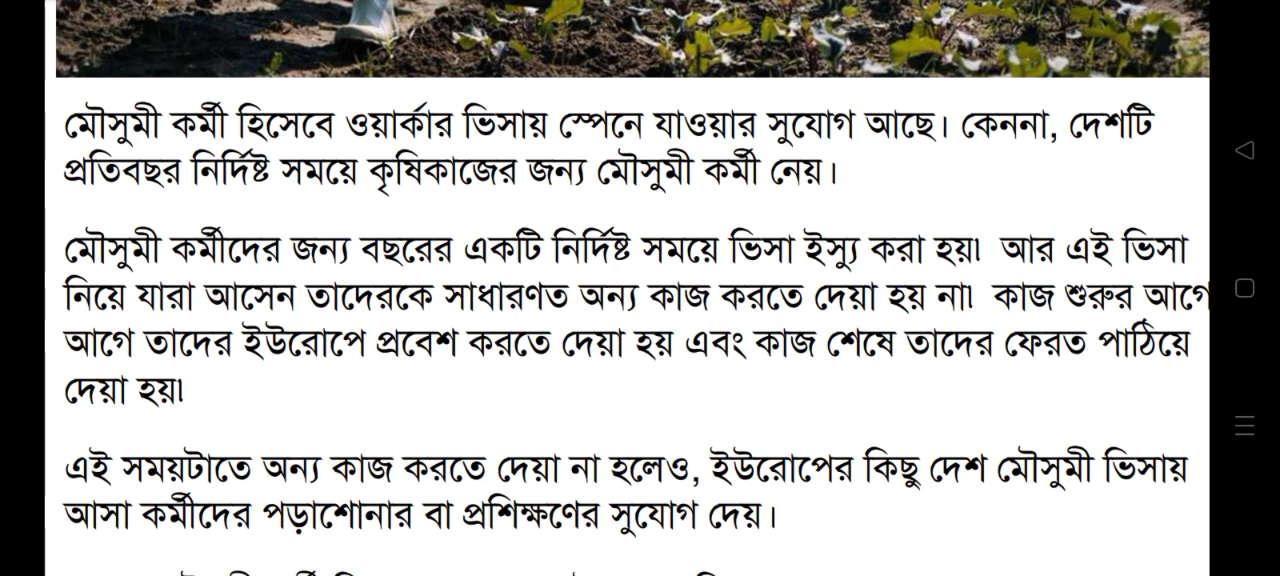 মৌসুমী কর্মী হিসেবে ওয়ার্কার ভিসায় স্পেনে যাওয়ার সুযোগ আছে। কেননা, দেশটি
প্রতিবছর নির্দিষ্ট সময়ে কৃষিকাজের জন্য মৌসুমী কর্মী নেয়।
মৌসুমী কর্মীদের জন্য বছরের একটি নির্দিষ্ট সময়ে ভিসা ইস্যু করা হয়৷ আর এই ভিসা
নিয়ে যারা আসেন তাদেরকে সাধারণত অন্য কাজ করতে দেয়া হয় না৷ কাজ শুরুর আগে
আগে তাদের ইউরোপে প্রবেশ করতে দেয়া হয় এবং কাজ শেষে তাদের ফেরত পাঠিয়ে
দেয়া হয়৷
এই সময়টাতে অন্য কাজ করতে দেয়া না হলেও, ইউরোপের কিছু দেশ মৌসুমী ভিসায়
আসা কর্মীদের পড়াশোনার বা প্রশিক্ষণের সুযোগ দেয়।